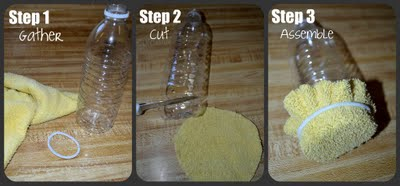 Step 1
Gather
Step 2
Cut
Step 3
Assemble